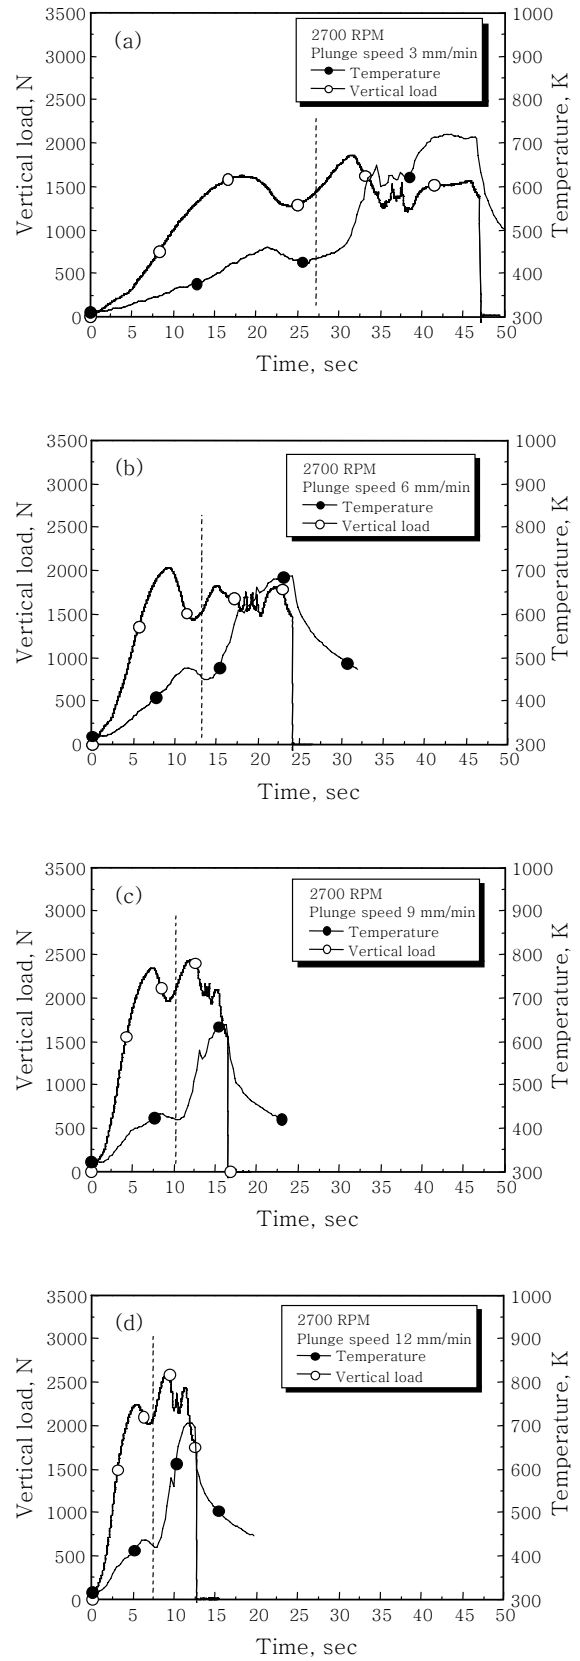 (a)
2700 RPM
Plunge speed 3 mm/min
Temperature
Vertical load
Vertical load, N
3500
3000
2500
2000
1500
1000
500
0
Temperature, K
1000
900
800
700
600
500
400
300
0 5 10 15 20 25 30 35 40 45 50
Time, sec
(b)
2700 RPM
Plunge speed 6 mm/min
Temperature
Vertical load
Vertical load, N
3500
3000
2500
2000
1500
1000
500
0
Temperature, K
1000
900
800
700
600
500
400
300
0 5 10 15 20 25 30 35 40 45 50
Time, sec
(c)
2700 RPM
Plunge speed 9 mm/min
Temperature
Vertical load
Vertical load, N
3500
3000
2500
2000
1500
1000
500
0
Temperature, K
1000
900
800
700
600
500
400
300
0 5 10 15 20 25 30 35 40 45 50
Time, sec
(d)
2700 RPM
Plunge speed 12 mm/min
Temperature
Vertical load
Vertical load, N
3500
3000
2500
2000
1500
1000
500
0
Temperature, K
1000
900
800
700
600
500
400
300
0 5 10 15 20 25 30 35 40 45 50
Time, sec